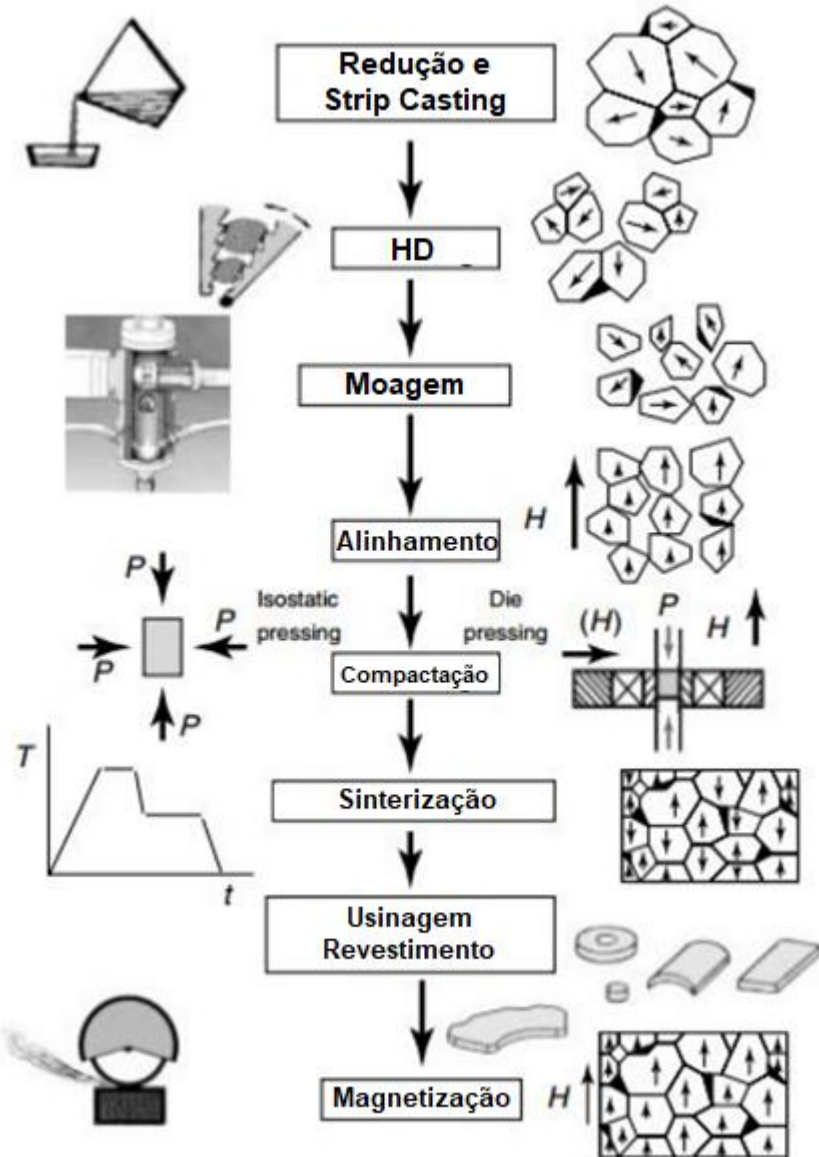 Redução e
Strip Casting
HD
Moagem
H
Alinhamento
P
Isostatic
pressing
P
P
P
Die
pressing
(H)
P
H
Compactação
T
t
Sinterização
Usinagem
Revestimento
Magnetização
H